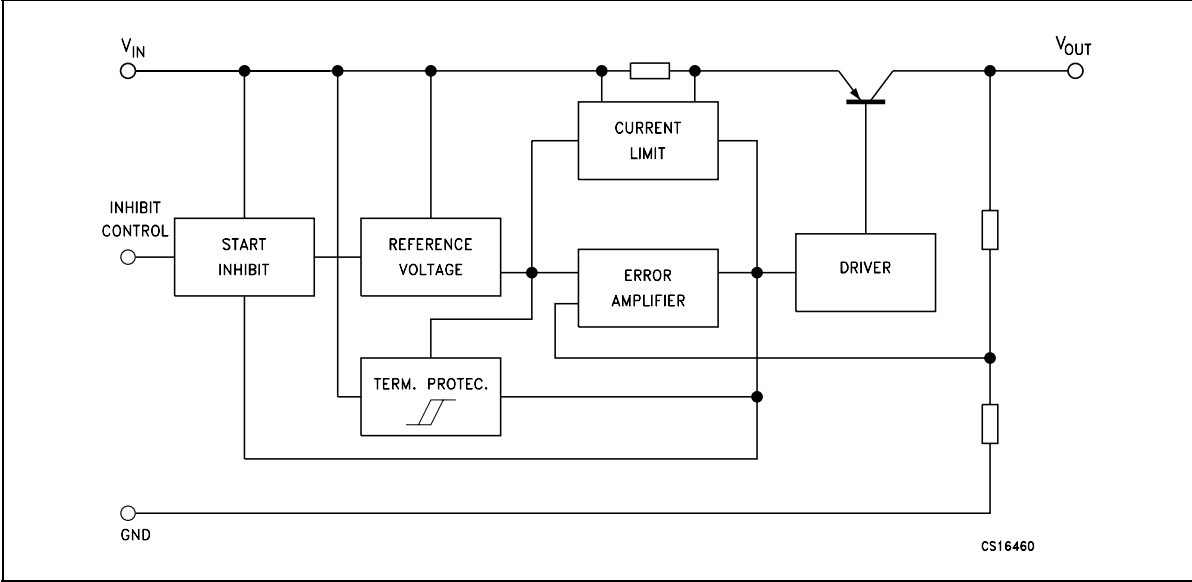 VIN
VOUT
CURRENT
LIMIT
INHIBIT
CONTROL
START
INHIBIT
REFERENCE
VOLTAGE
ERROR
AMPLIFIER
DRIVER
TERM. PROTEC.
GND
CS16460